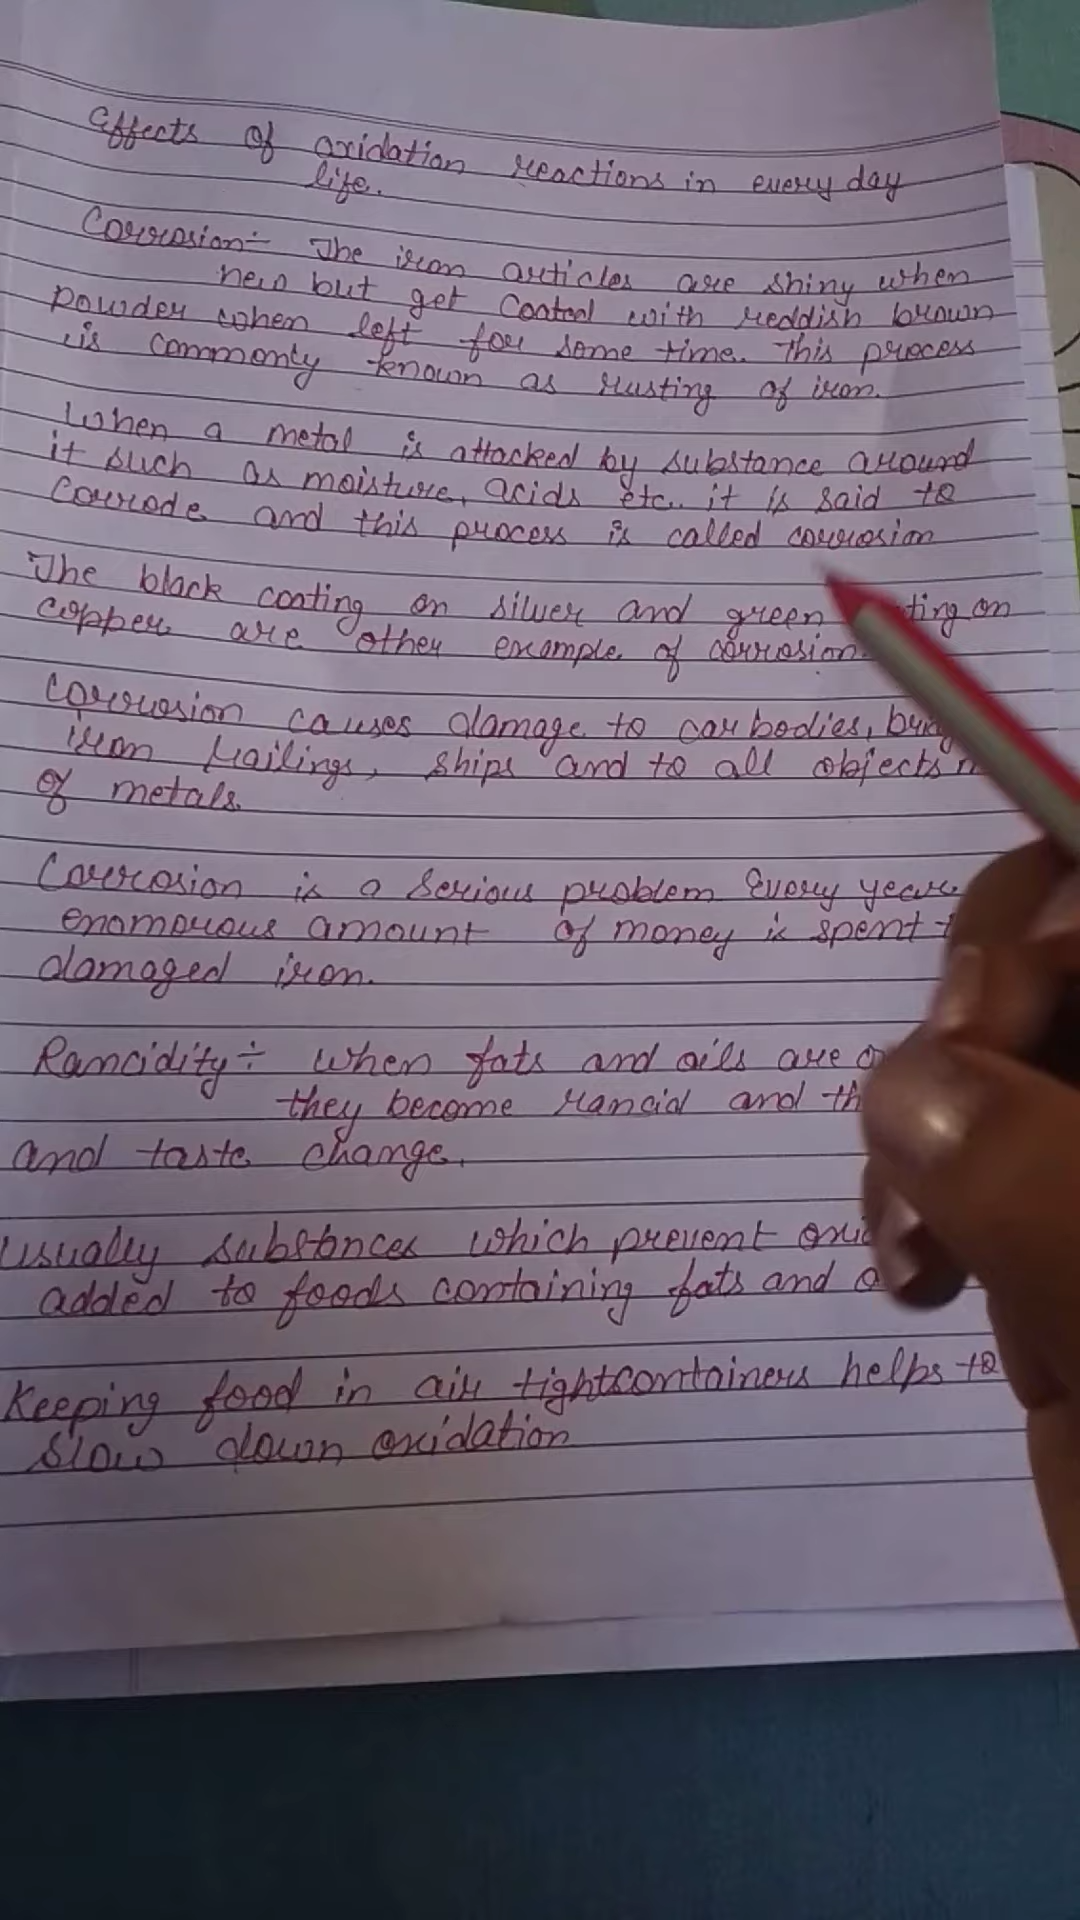 Effects of oxidation reactions in every day
life.
Corrosion:- The iron articles are shiny when
new but get Coated with reddish brown
powder when left for some time. This process
is commonly known as rusting of iron.
When a metal is attacked by substance around
it such as moisture, acids etc. it is said to
corrode and this process is called corrosion
The black coating on silver and green ting on
copper are other example of corrosion.
Corrosion causes damage to car bodies,
iron railings, ships and to all objects
of metals.
Corrosion is a serious problem Every year
enomorous amount of money is spent
damaged iron.
Rancidity:- When fats and oils are
they become rancid and
and taste change.
Usually substances which prevent
added to foods containing fats and
Keeping food in air tightcontainers helps to
slow down oxidation